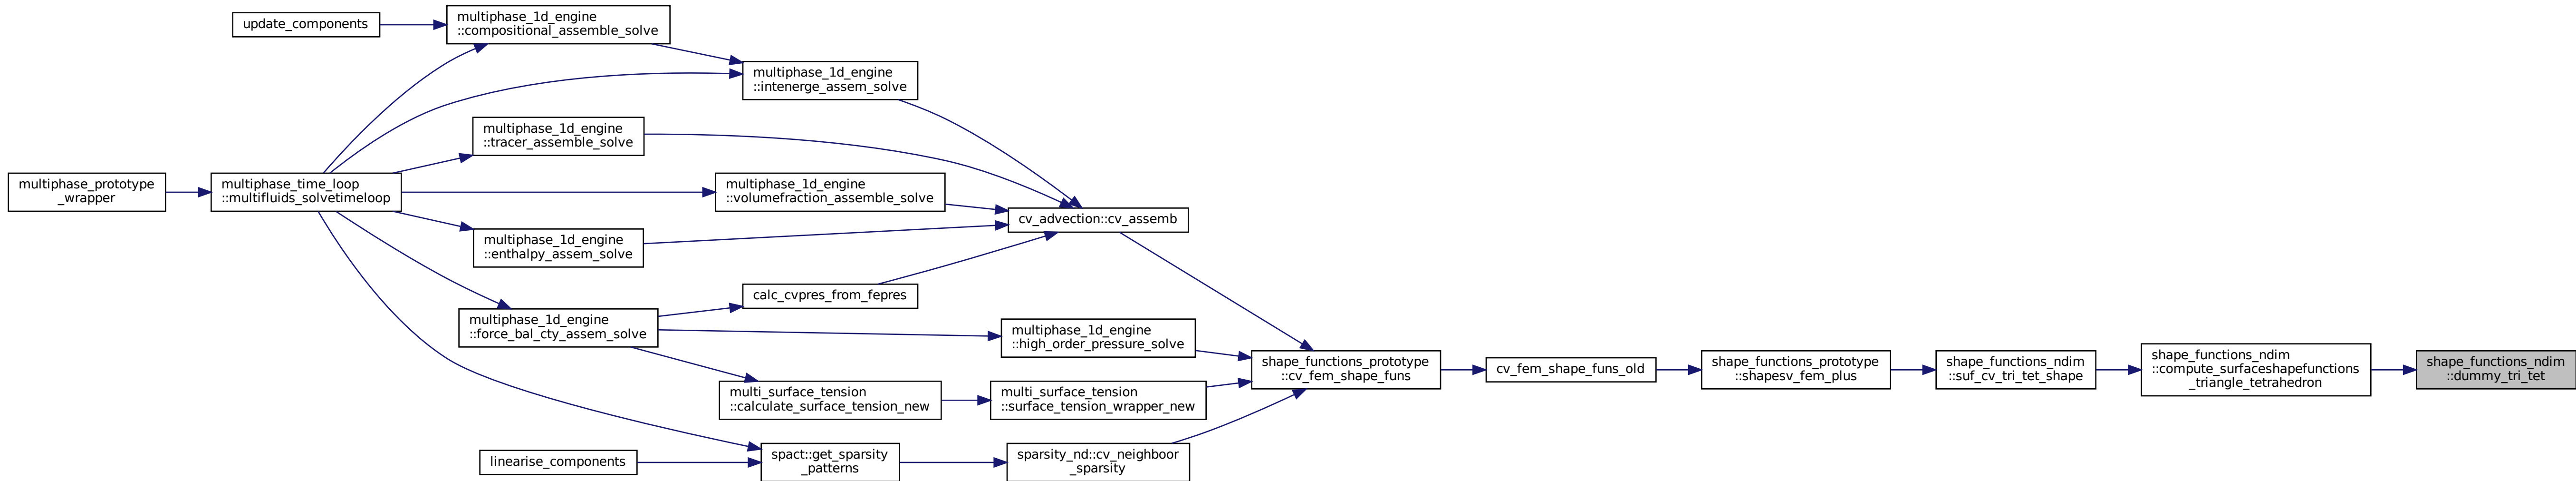 update_components
multiphase_1d_engine
::compositional_assemble_solve
multiphase_1d_engine
::intenerge_assem_solve
multiphase_1d_engine
::tracer_assemble_solve
multiphase_prototype
_wrapper
multiphase_time_loop
::multifluids_solvetimeloop
multiphase_1d_engine
::volumefraction_assemble_solve
cv_advection::cv_assemb
multiphase_1d_engine
::enthalpy_assem_solve
calc_cvpres_from_fepres
multiphase_1d_engine
::force_bal_cty_assem_solve
multiphase_1d_engine
::high_order_pressure_solve
shape_functions_prototype
::cv_fem_shape_funs
cv_fem_shape_funs_old
shape_functions_prototype
::shapesv_fem_plus
shape_functions_ndim
::suf_cv_tri_tet_shape
shape_functions_ndim
::compute_surfaceshapefunctions
_triangle_tetrahedron
shape_functions_ndim
::dummy_tri_tet
multi_surface_tension
::calculate_surface_tension_new
multi_surface_tension
::surface_tension_wrapper_new
linearise_components
spact::get_sparsity
_patterns
sparsity_nd::cv_neighboor
_sparsity